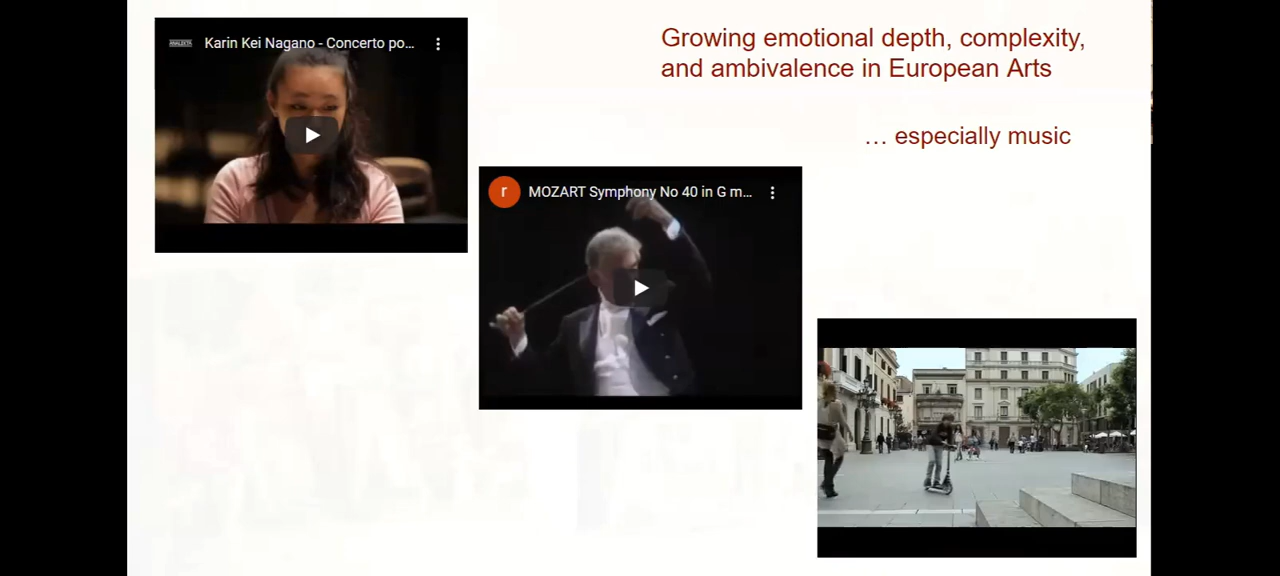 ANALEKTA
Karin Kei Nagano - Concerto po...
Growing emotional depth, complexity,
and ambivalence in European Arts
… especially music
r
MOZART Symphony No 40 in G m...